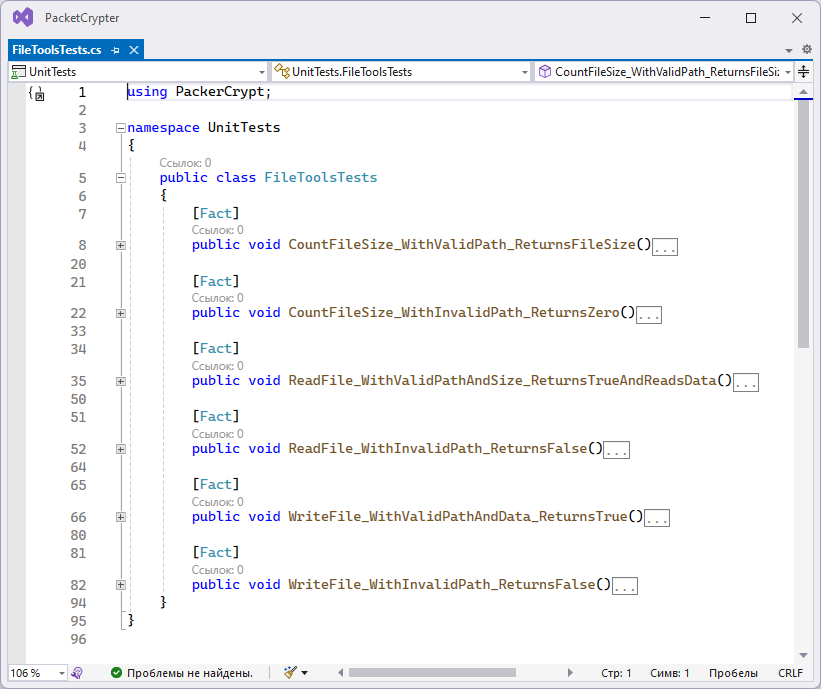 PacketCrypter
FileToolsTests.cs
UnitTests
UnitTests.FileToolsTests
CountFileSize_WithValidPath_ReturnsFileSiz
1 using PackerCrypt;
2
3 namespace UnitTests
4 {
Ссылок: 0
5 public class FileToolsTests
6 {
7 [Fact]
Ссылок: 0
8 public void CountFileSize_WithValidPath_ReturnsFileSize()...
20
21 [Fact]
Ссылок: 0
22 public void CountFileSize_WithInvalidPath_ReturnsZero()...
33
34 [Fact]
Ссылок: 0
35 public void ReadFile_WithValidPathAndSize_ReturnsTrueAndReadsData()...
50
51 [Fact]
Ссылок: 0
52 public void ReadFile_WithInvalidPath_ReturnsFalse()...
64
65 [Fact]
Ссылок: 0
66 public void WriteFile_WithValidPathAndData_ReturnsTrue()...
80
81 [Fact]
Ссылок: 0
82 public void WriteFile_WithInvalidPath_ReturnsFalse()...
94 }
95 }
96
106 %
Проблемы не найдены.
Стр: 1
Симв: 1
Пробелы
CRLF